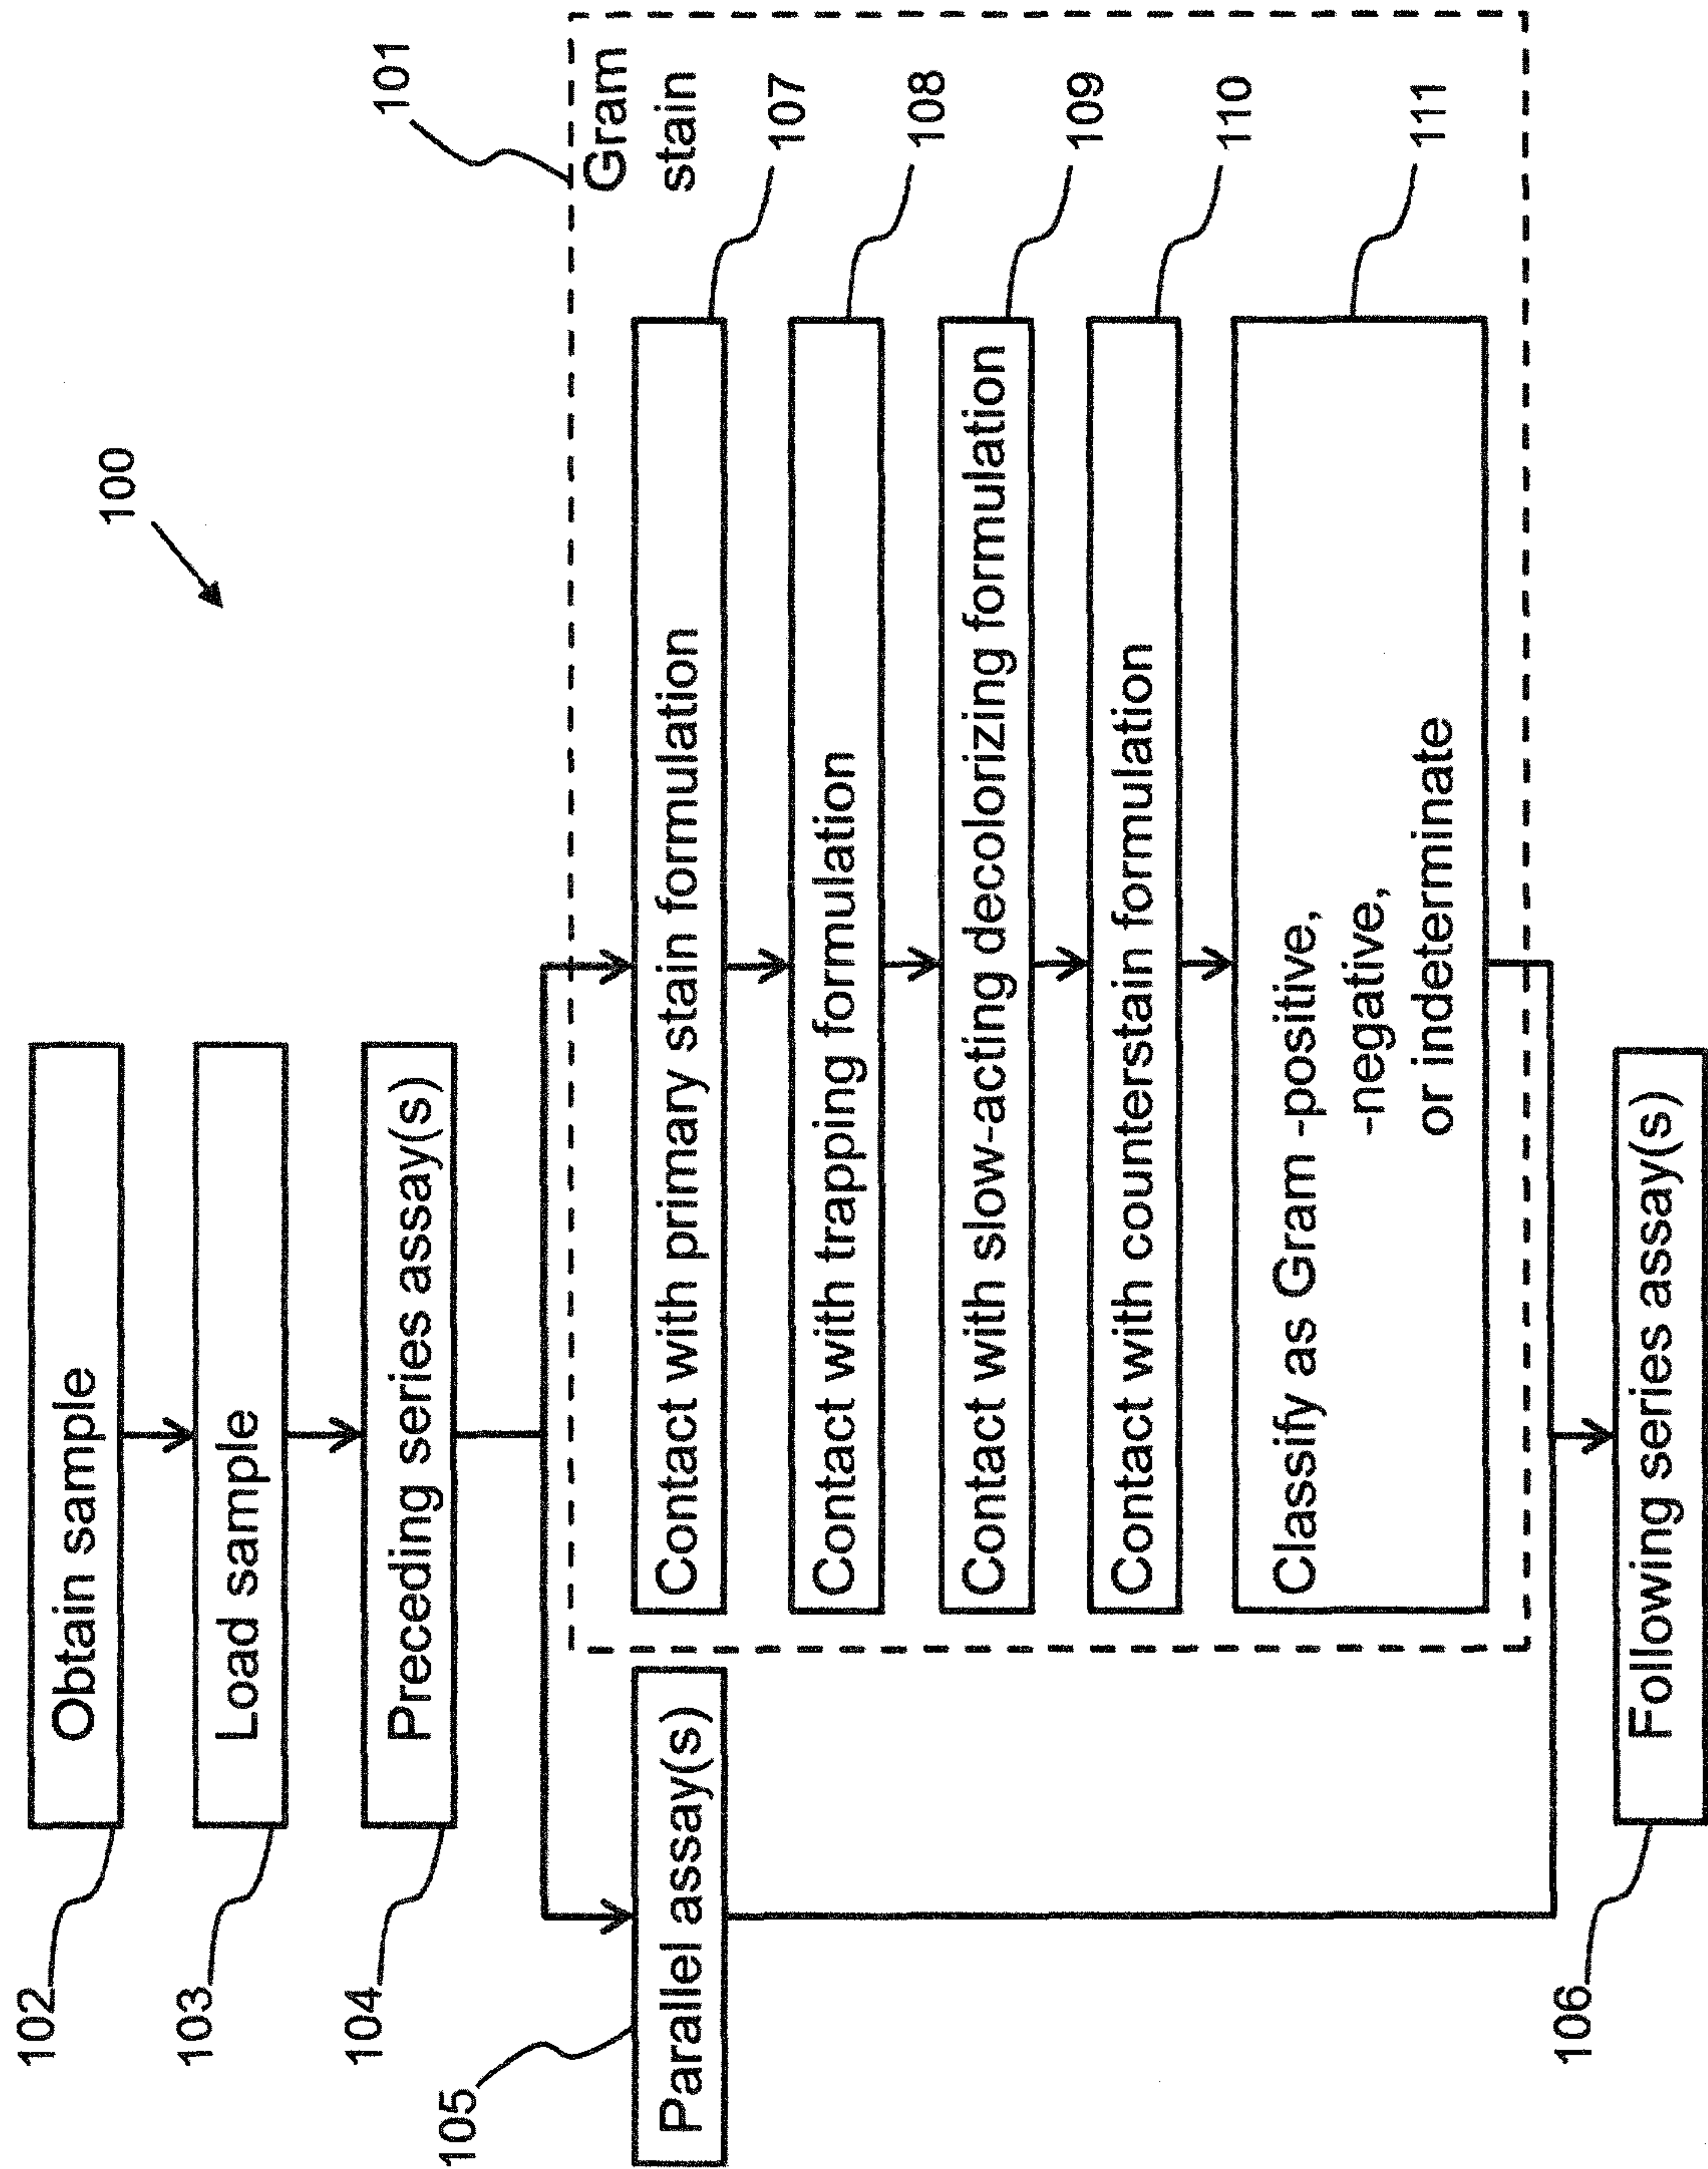 100
102
Obtain sample
103
Load sample
104
Preceding series assay(s)
101
Gram
stain
105
Parallel assay(s)
Contact with primary stain formulation
107
Contact with trapping formulation
108
Contact with slow-acting decolorizing formulation
109
Contact with counterstain formulation
110
Classify as Gram -positive,
-negative,
or indeterminate
111
106
Following series assay(s)